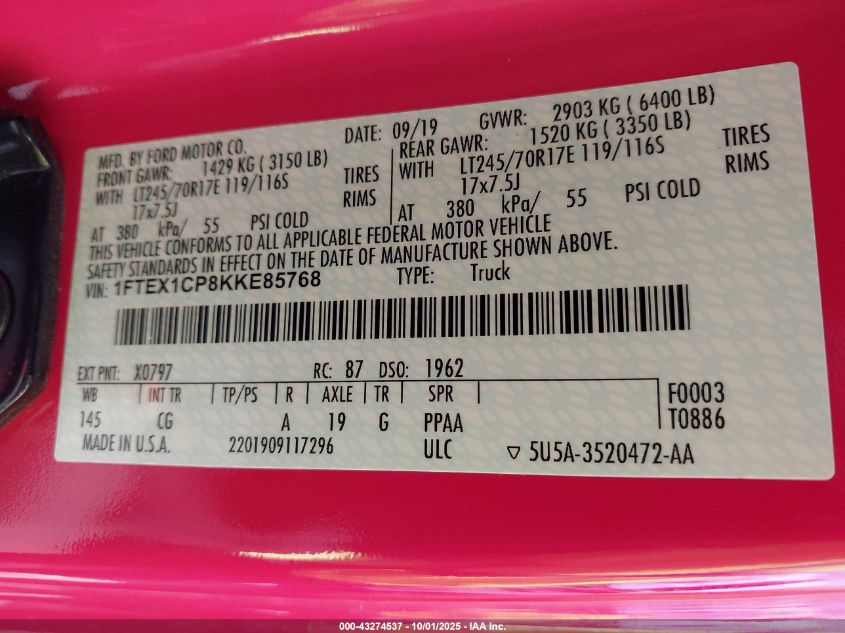 MFD. BY FORD MOTOR CO. DATE: 09/19 GVWR: 2903 KG ( 6400 LB)
FRONT GAWR: 1429 KG ( 3150 LB) REAR GAWR: 1520 KG ( 3350 LB)
WITH LT245/70R17E 119/116S TIRES WITH LT245/70R17E 119/116S TIRES
17x7.5J RIMS 17x7.5J RIMS
AT 380 kPa/ 55 PSI COLD AT 380 kPa/ 55 PSI COLD
THIS VEHICLE CONFORMS TO ALL APPLICABLE FEDERAL MOTOR VEHICLE
SAFETY STANDARDS IN EFFECT ON THE DATE OF MANUFACTURE SHOWN ABOVE.
VIN: 1FTEX1CP8KKE85768 TYPE: Truck
EXT PNT: X0797 RC: 87 DSO: 1962
WB INT TR TP/PS R AXLE TR SPR F0003
145 CG A 19 G PPAA T0886
MADE IN U.S.A. 2201909117296 ULC 5U5A-3520472-AA
000-43274537 - 10/01/2025 - IAA Inc.